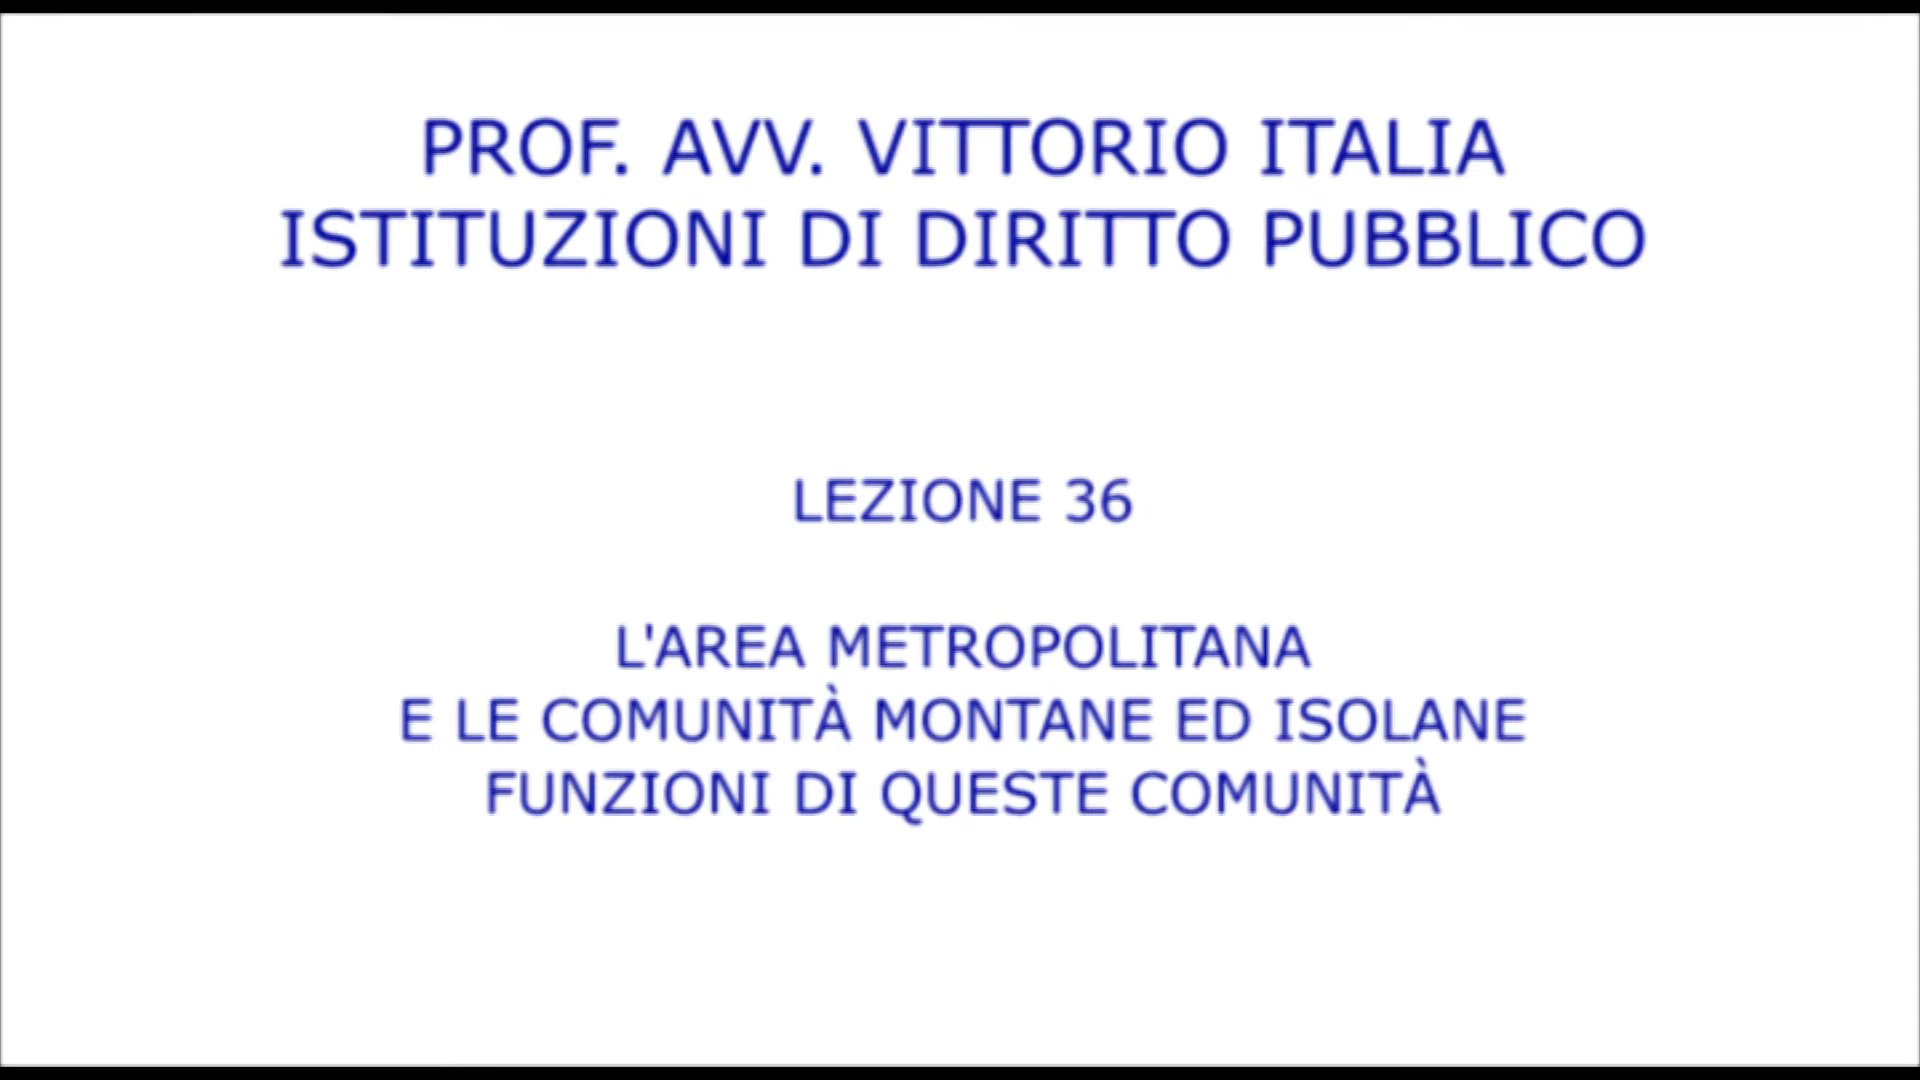 PROF. AVV. VITTORIO ITALIA
ISTITUZIONI DI DIRITTO PUBBLICO
LEZIONE 36
L'AREA METROPOLITANA
E LE COMUNITÀ MONTANE ED ISOLANE
FUNZIONI DI QUESTE COMUNITÀ